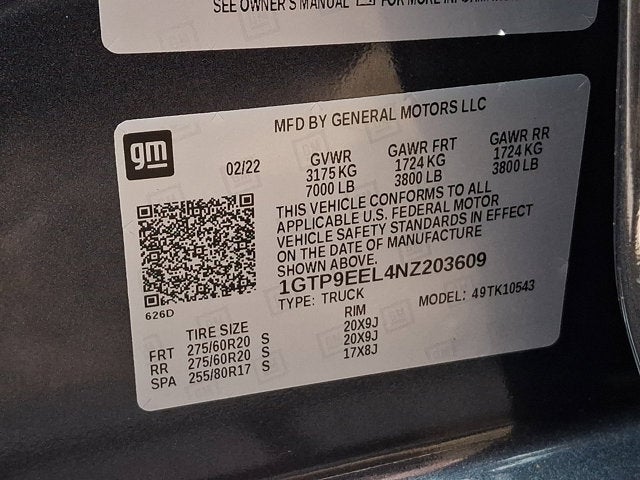 SEE OWNER'S MANUAL FOR MORE
MFD BY GENERAL MOTORS LLC
gm
02/22
GVWR GAWR FRT GAWR RR
3175 KG 1724 KG 1724 KG
7000 LB 3800 LB 3800 LB
THIS VEHICLE CONFORMS TO ALL
APPLICABLE U.S. FEDERAL MOTOR
VEHICLE SAFETY STANDARDS IN EFFECT
ON THE DATE OF MANUFACTURE
SHOWN ABOVE.
1GTP9EEL4NZ203609
626D
TYPE: TRUCK MODEL: 49TK10543
TIRE SIZE RIM
FRT 275/60R20 S 20X9J
RR 275/60R20 S 20X9J
SPA 255/80R17 S 17X8J